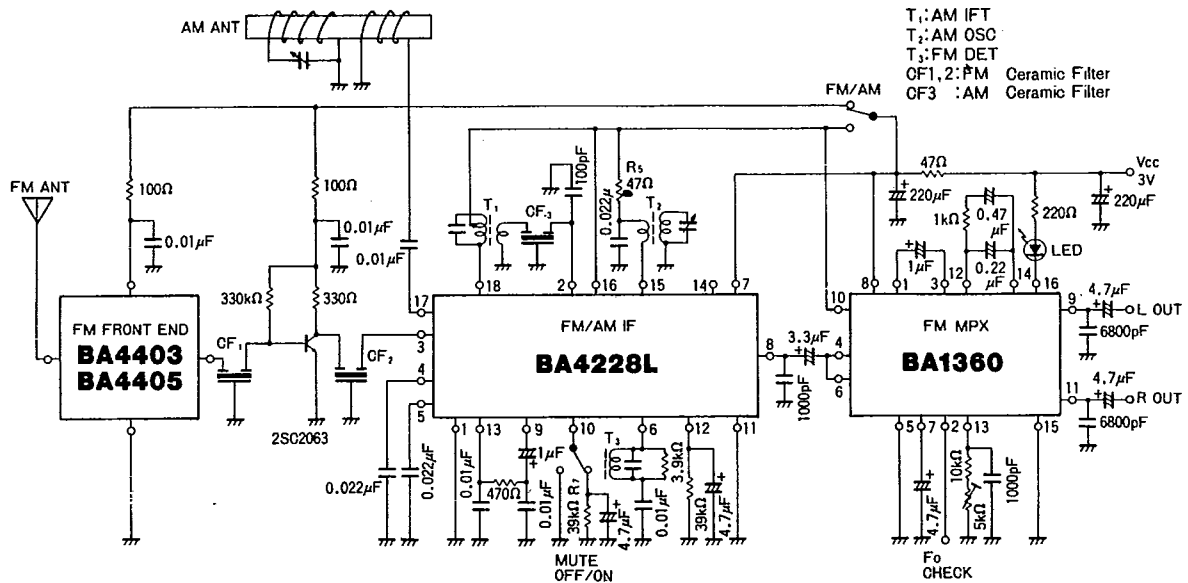 AM ANT
T₁:AM IFT
T₂:AM OSC
T₃:FM DET
CF1,2:FM Ceramic Filter
CF3 :AM Ceramic Filter
FM/AM
FM ANT
100Ω
0.01μF
100Ω
0.01μF
0.01μF
T₁
CF-3
100pF
R₅
47Ω
0.022μ
T₂
47Ω
Vcc
3V
220μF
220μF
1kΩ
0.47
μF
1μF
0.22
μF
220Ω
LED
330kΩ
330Ω
CF₁
CF₂
2SC2063
FM FRONT END
BA4403
BA4405
17
3
4
5
18
2
16
15
14
7
FM/AM IF
BA4228L
8
1
13
9
10
6
12
11
3.3μF
1000pF
10
4
6
8
1
3
12
14
16
FM MPX
BA1360
9
11
5
7
2
13
15
4.7μF
L OUT
6800pF
4.7μF
R OUT
6800pF
0.022μF
0.022μF
0.01μF
470Ω
1μF
0.01μF
39kΩ R₇
4.7μF
T₃
0.01μF
3.9kΩ
39kΩ
4.7μF
MUTE
OFF/ON
4.7μF
10kΩ
5kΩ
1000pF
Fo
CHECK